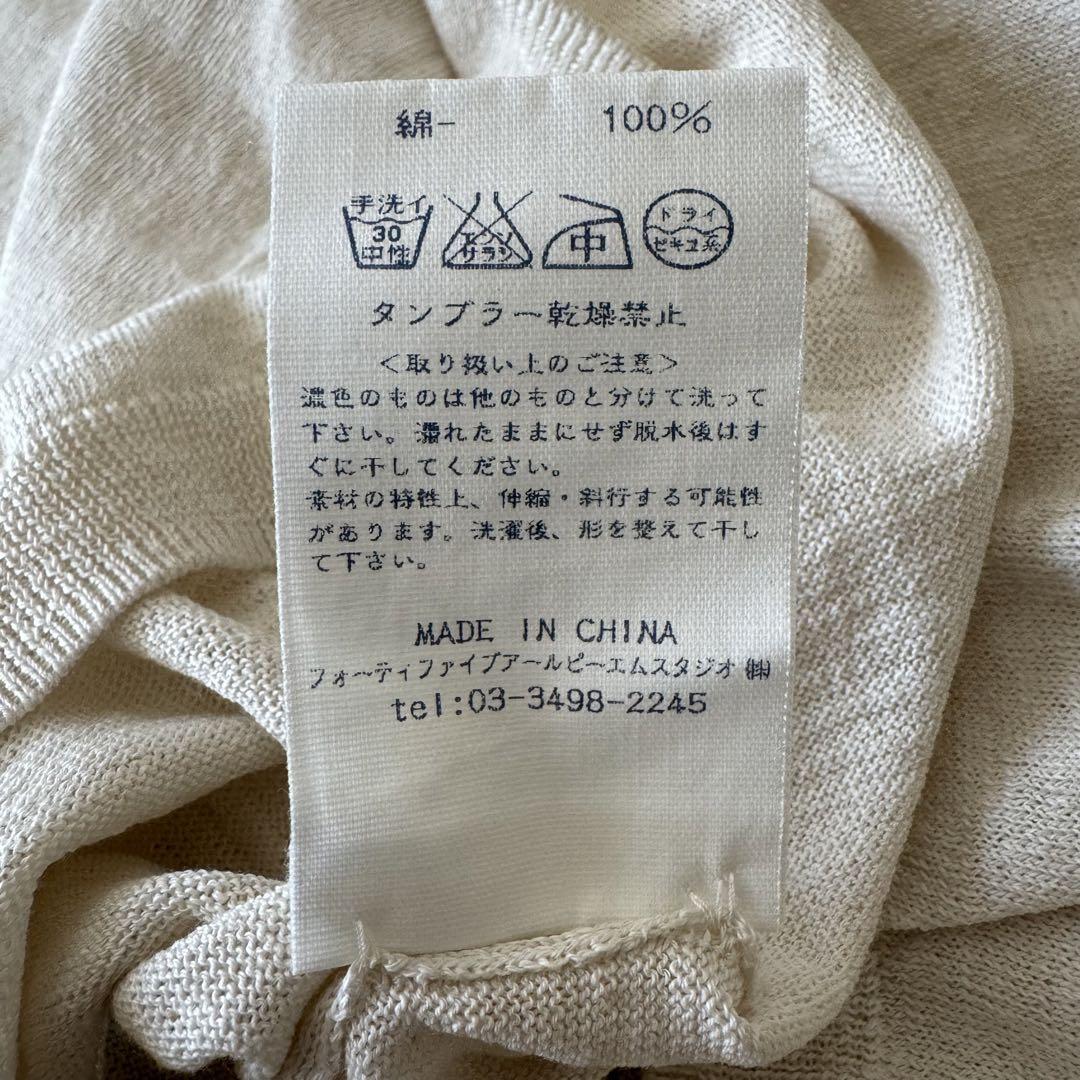 綿- 100%
手洗イ 30 中性
エンソ サラシ
中
ドライ セキユ系
タンブラー乾燥禁止
＜取り扱い上のご注意＞
濃色のものは他のものと分けて洗って
下さい。濡れたままにせず脱水後はす
ぐに干してください。
素材の特性上、伸縮・斜行する可能性
があります。洗濯後、形を整えて干し
て下さい。
MADE IN CHINA
フォーティファイブアールピーエムスタジオ㈱
tel:03-3498-2245